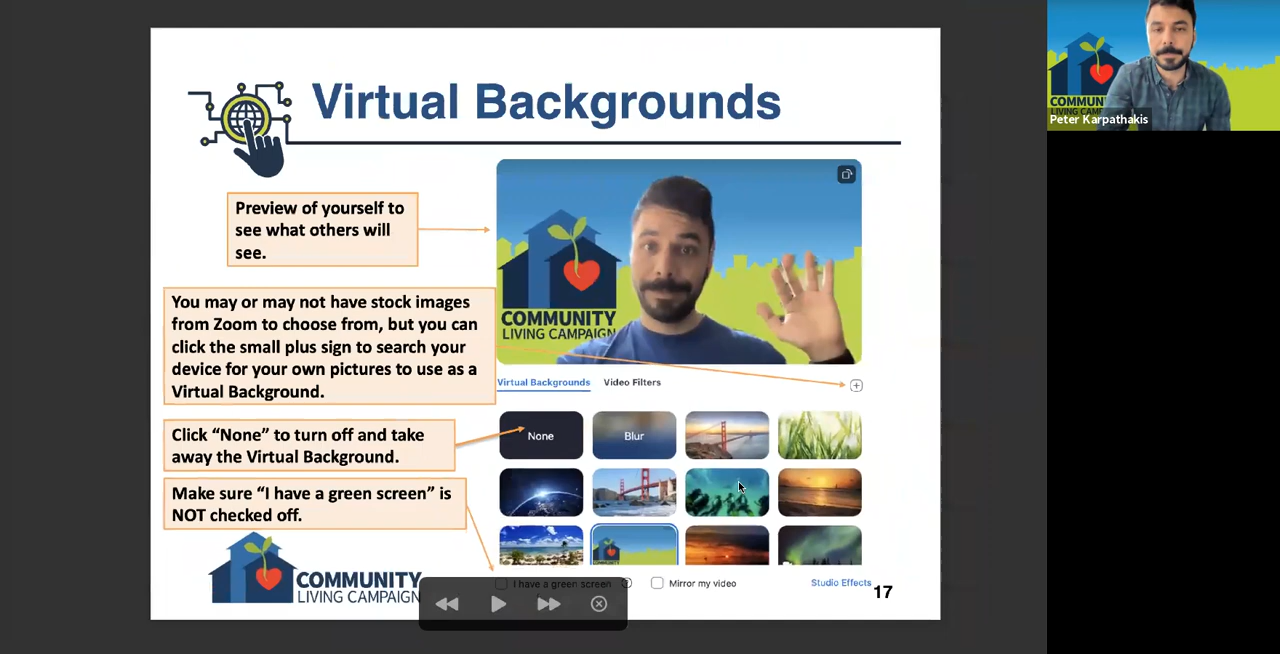 Virtual Backgrounds
Preview of yourself to
see what others will
see.
COMMUNITY
LIVING CAMPAIGN
You may or may not have stock images
from Zoom to choose from, but you can
click the small plus sign to search your
device for your own pictures to use as a
Virtual Background.
Virtual Backgrounds
Video Filters
Click “None” to turn off and take
away the Virtual Background.
None
Blur
Make sure “I have a green screen” is
NOT checked off.
COMMUNITY
LIVING CAMPAIGN
I have a green screen
Mirror my video
Studio Effects
17
COMMUN
LIVING CAMP
Peter Karpathakis